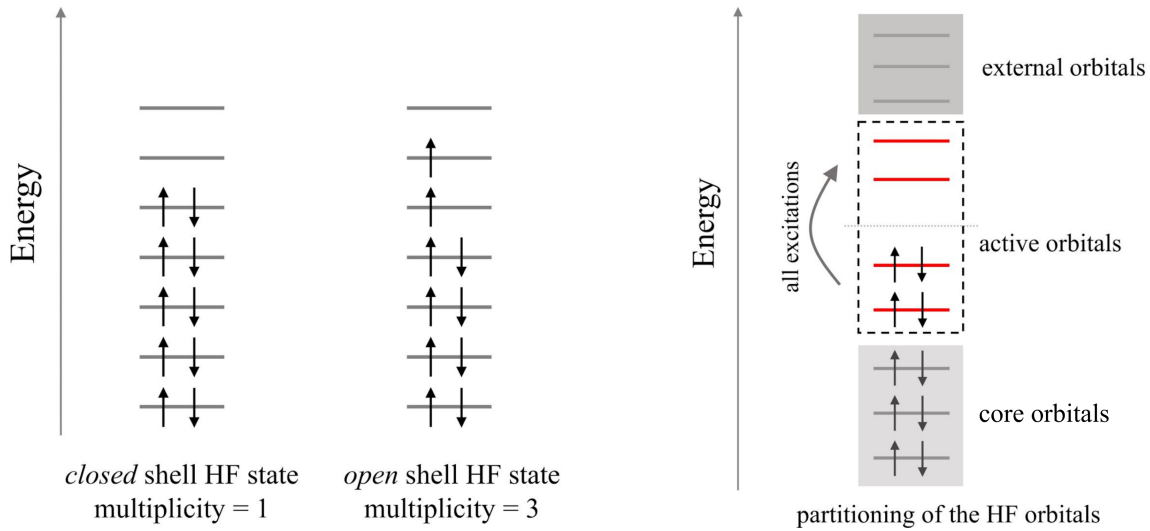 Energy
closed shell HF state
multiplicity = 1
open shell HF state
multiplicity = 3
Energy
all excitations
external orbitals
active orbitals
core orbitals
partitioning of the HF orbitals